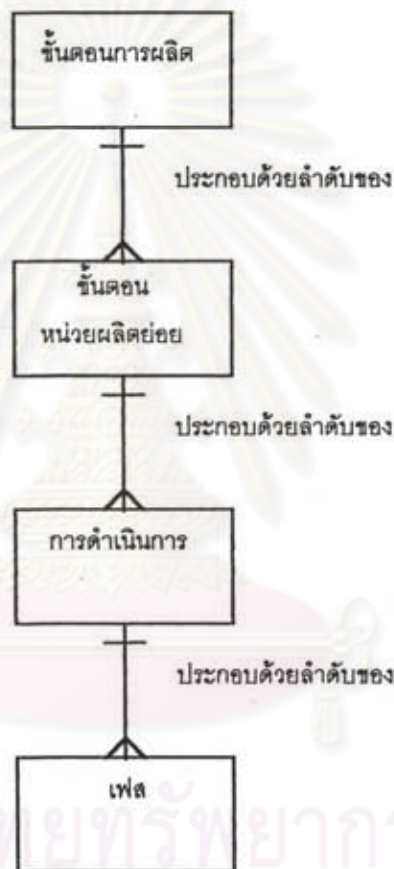 ขั้นตอนการผลิต
ประกอบด้วยลำดับของ
ขั้นตอน
หน่วยผลิตย่อย
ประกอบด้วยลำดับของ
การดำเนินการ
ประกอบด้วยลำดับของ
เฟส